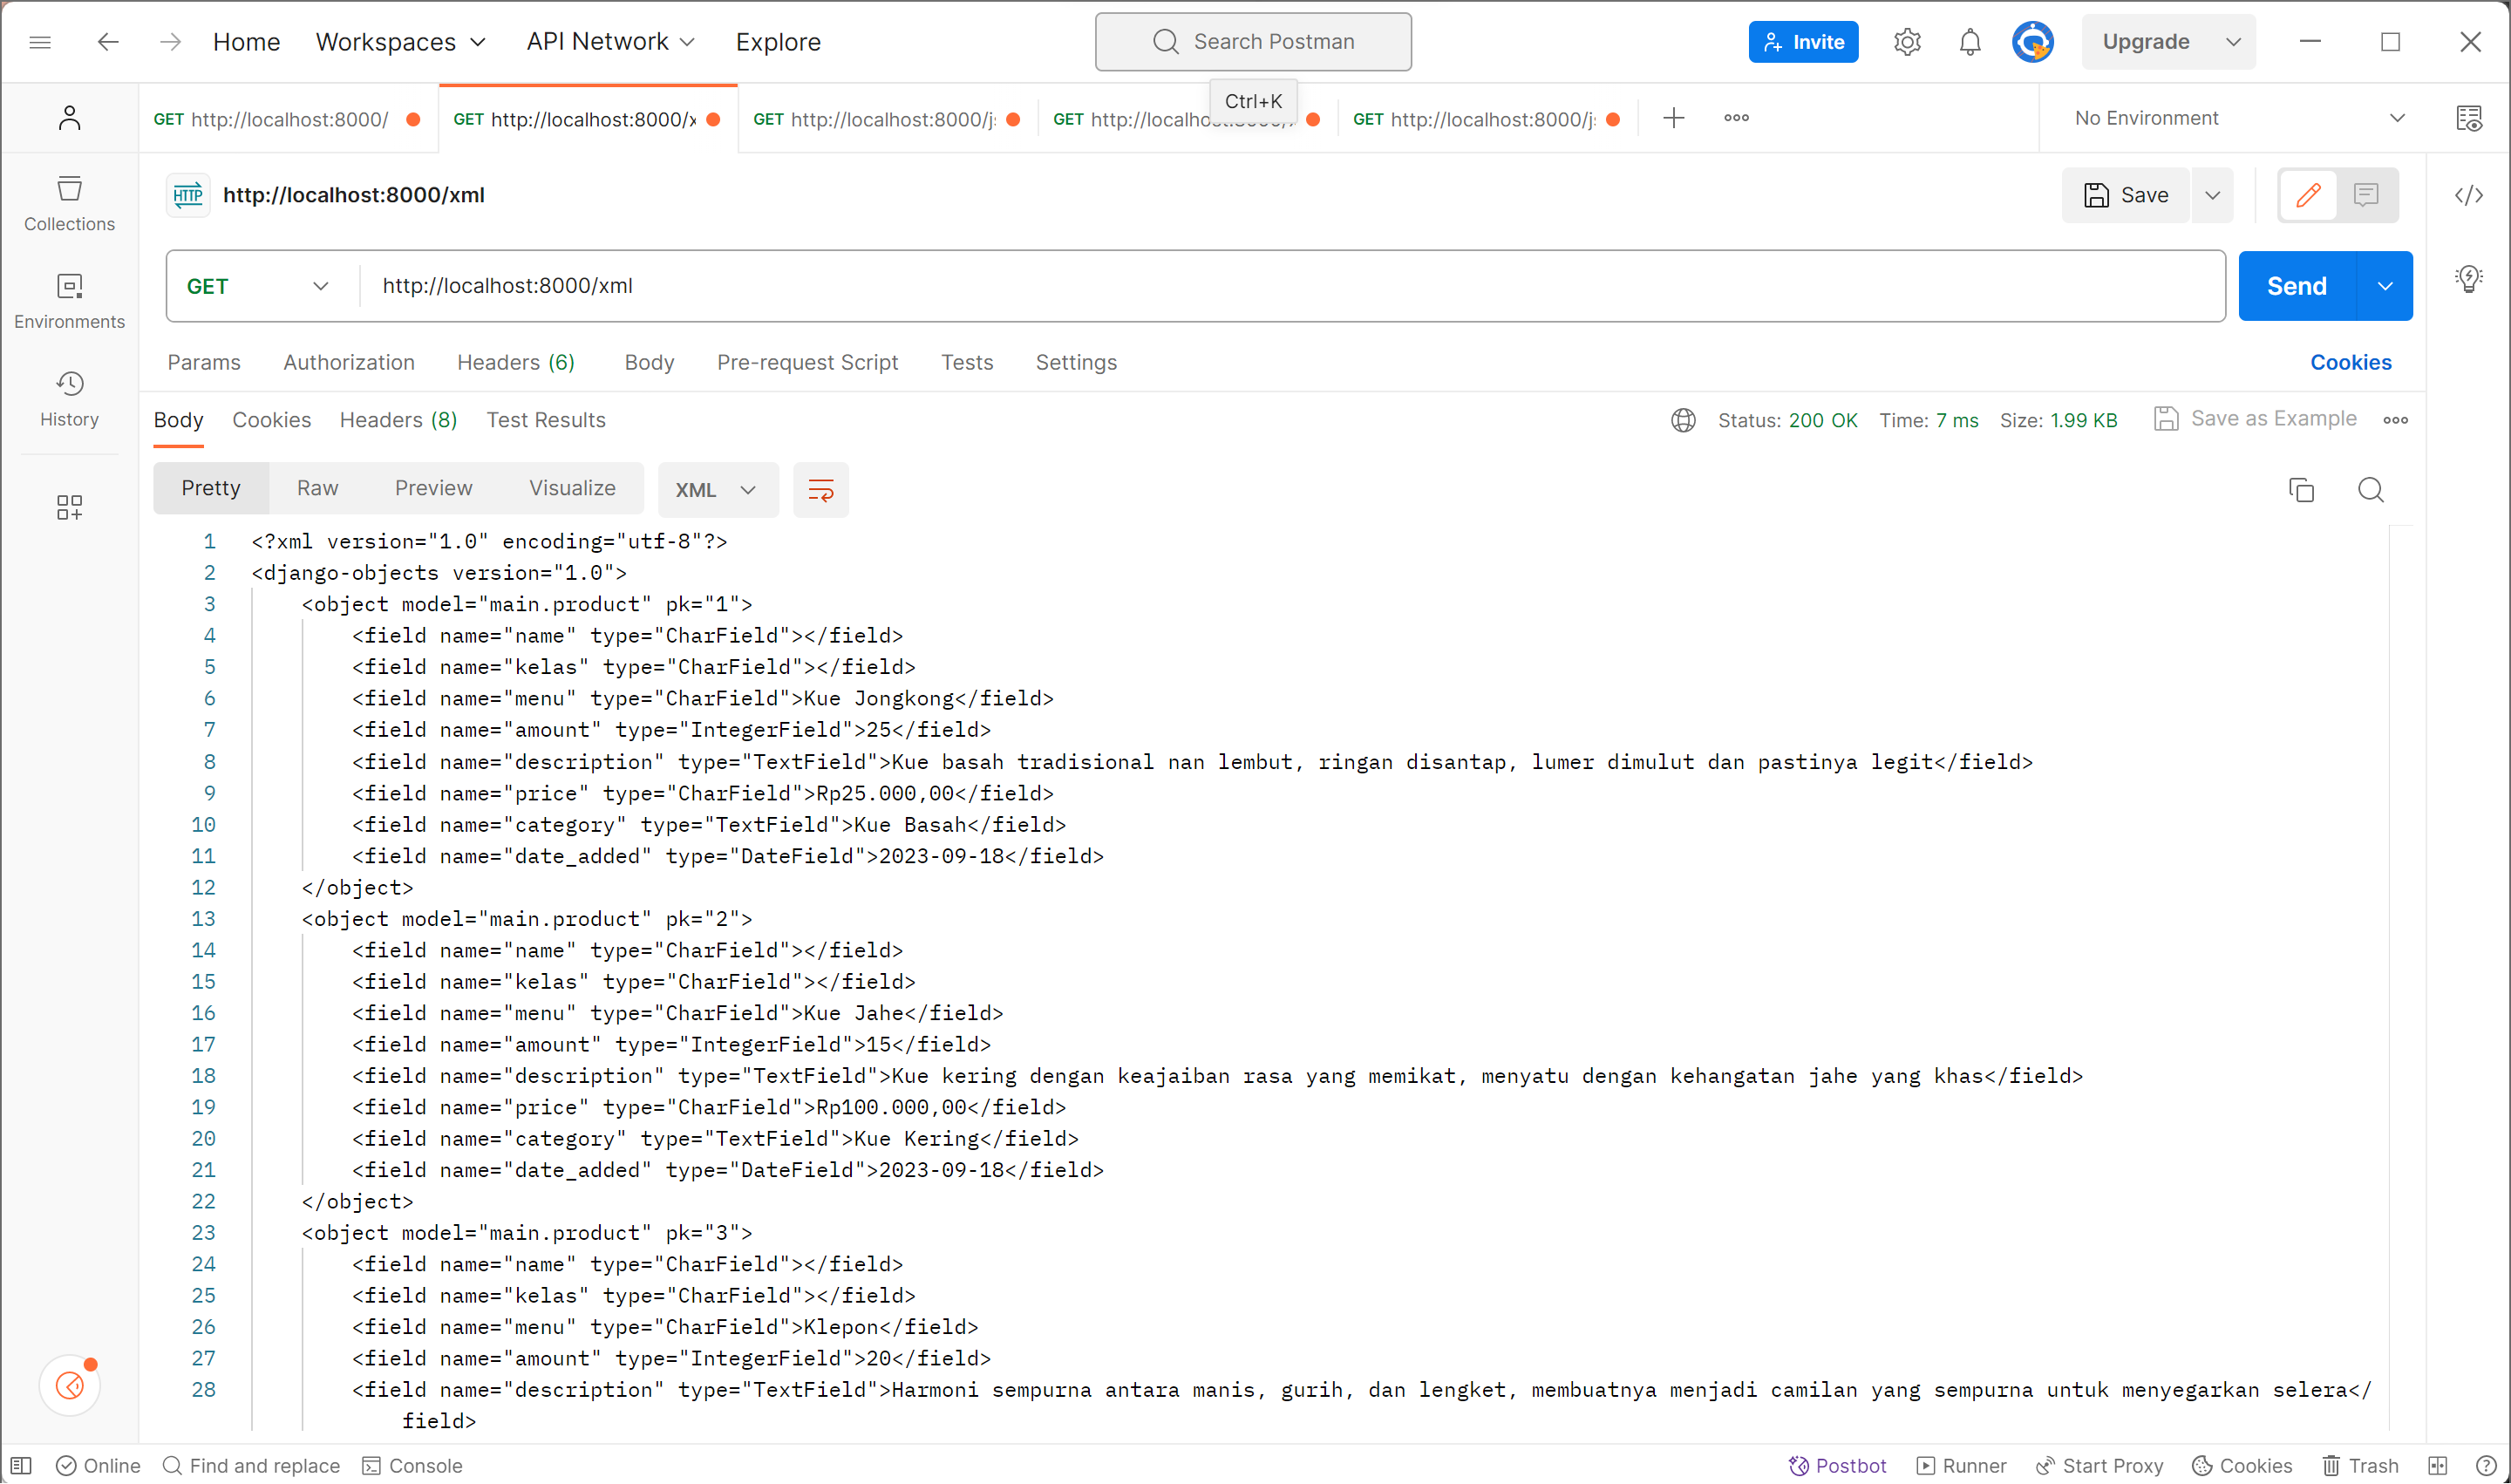 Home Workspaces API Network Explore Search Postman Invite Upgrade
Ctrl+K
GET http://localhost:8000/ GET http://localhost:8000/x GET http://localhost:8000/js GET http://localhost:8000/ GET http://localhost:8000/js No Environment
HTTP http://localhost:8000/xml Save
Collections
GET http://localhost:8000/xml Send
Environments
Params Authorization Headers (6) Body Pre-request Script Tests Settings Cookies
History
Body Cookies Headers (8) Test Results Status: 200 OK Time: 7 ms Size: 1.99 KB Save as Example
Pretty Raw Preview Visualize XML
1 <?xml version="1.0" encoding="utf-8"?>
2 <django-objects version="1.0">
3 <object model="main.product" pk="1">
4 <field name="name" type="CharField"></field>
5 <field name="kelas" type="CharField"></field>
6 <field name="menu" type="CharField">Kue Jongkong</field>
7 <field name="amount" type="IntegerField">25</field>
8 <field name="description" type="TextField">Kue basah tradisional nan lembut, ringan disantap, lumer dimulut dan pastinya legit</field>
9 <field name="price" type="CharField">Rp25.000,00</field>
10 <field name="category" type="TextField">Kue Basah</field>
11 <field name="date_added" type="DateField">2023-09-18</field>
12 </object>
13 <object model="main.product" pk="2">
14 <field name="name" type="CharField"></field>
15 <field name="kelas" type="CharField"></field>
16 <field name="menu" type="CharField">Kue Jahe</field>
17 <field name="amount" type="IntegerField">15</field>
18 <field name="description" type="TextField">Kue kering dengan keajaiban rasa yang memikat, menyatu dengan kehangatan jahe yang khas</field>
19 <field name="price" type="CharField">Rp100.000,00</field>
20 <field name="category" type="TextField">Kue Kering</field>
21 <field name="date_added" type="DateField">2023-09-18</field>
22 </object>
23 <object model="main.product" pk="3">
24 <field name="name" type="CharField"></field>
25 <field name="kelas" type="CharField"></field>
26 <field name="menu" type="CharField">Klepon</field>
27 <field name="amount" type="IntegerField">20</field>
28 <field name="description" type="TextField">Harmoni sempurna antara manis, gurih, dan lengket, membuatnya menjadi camilan yang sempurna untuk menyegarkan selera</
field>
Online Find and replace Console Postbot Runner Start Proxy Cookies Trash